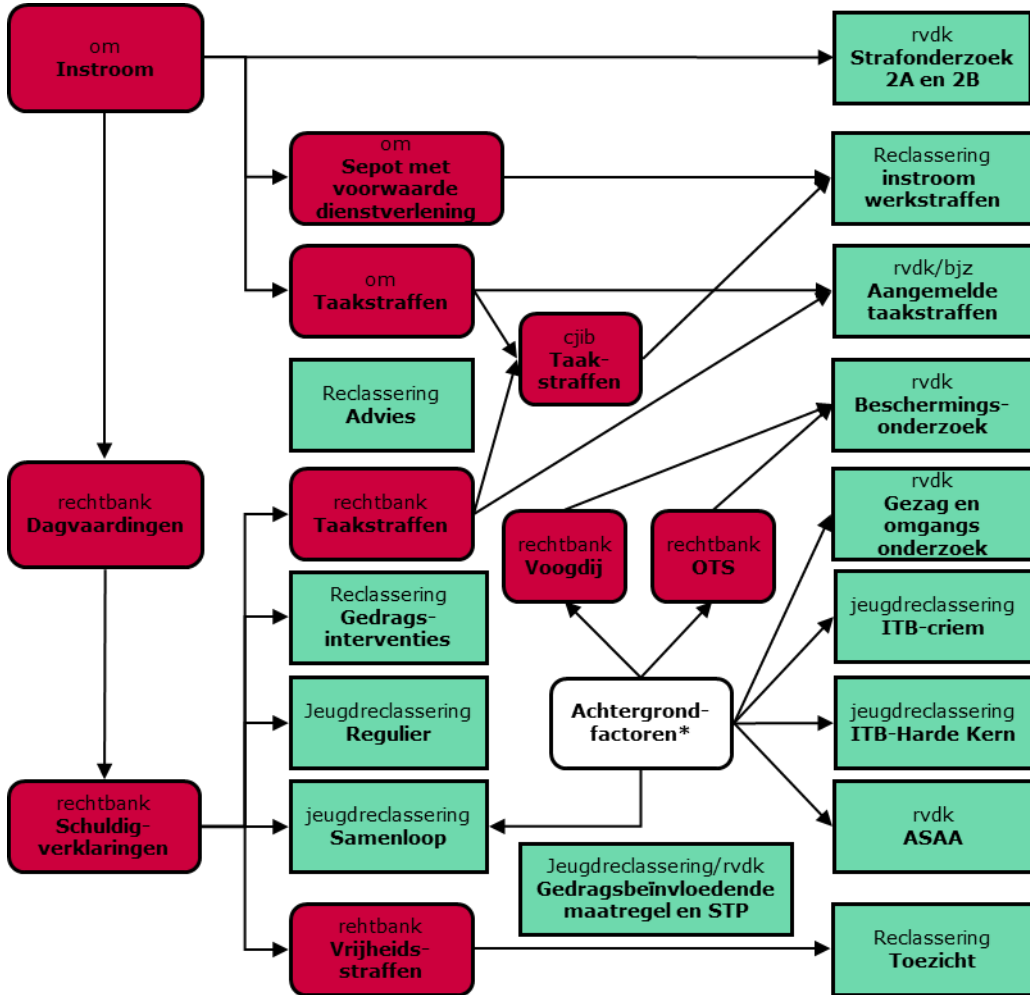 om
Instroom
rvdk
Strafonderzoek
2A en 2B
om
Sepot met
voorwaarde
dienstverlening
Reclassering
instroom
werkstraffen
om
Taakstraffen
rvdk/bjz
Aangemelde
taakstraffen
cjib
Taak-
straffen
Reclassering
Advies
rvdk
Beschermings-
onderzoek
rechtbank
Dagvaardingen
rechtbank
Taakstraffen
rechtbank
Voogdij
rechtbank
OTS
rvdk
Gezag en
omgangs
onderzoek
Reclassering
Gedrags-
interventies
jeugdreclassering
ITB-criem
Jeugdreclassering
Regulier
Achtergrond-
factoren*
jeugdreclassering
ITB-Harde Kern
rechtbank
Schuldig-
verklaringen
jeugdreclassering
Samenloop
rvdk
ASAA
Jeugdreclassering/rvdk
Gedragsbeïnvloedende
maatregel en STP
rehtbank
Vrijheids-
straffen
Reclassering
Toezicht